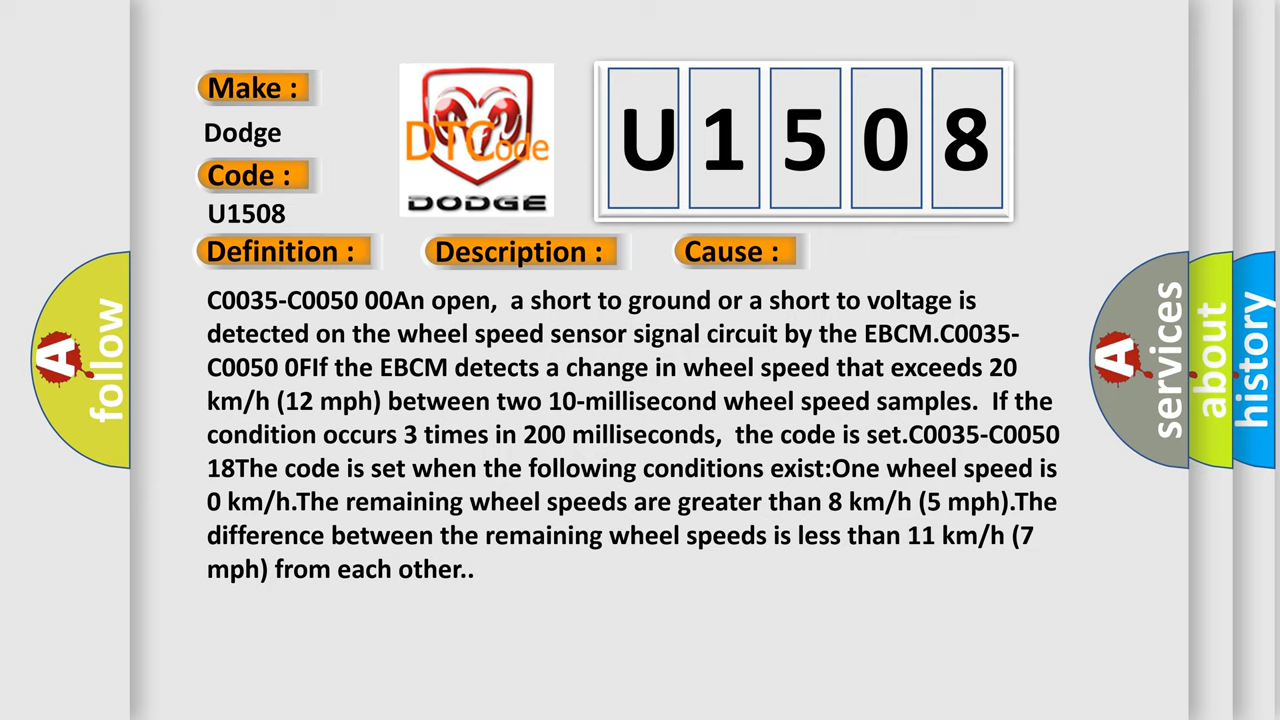 Make :
Dodge
Code :
U1508
DTCode
DODGE
U1508
Definition :
Description :
Cause :
C0035-C0050 00An open,  a short to ground or a short to voltage is
detected on the wheel speed sensor signal circuit by the EBCM.C0035-
C0050 0FIf the EBCM detects a change in wheel speed that exceeds 20
km/h (12 mph) between two 10-millisecond wheel speed samples.  If the
condition occurs 3 times in 200 milliseconds,  the code is set.C0035-C0050
18The code is set when the following conditions exist:One wheel speed is
0 km/h.The remaining wheel speeds are greater than 8 km/h (5 mph).The
difference between the remaining wheel speeds is less than 11 km/h (7
mph) from each other..
A follow
A services
about
history